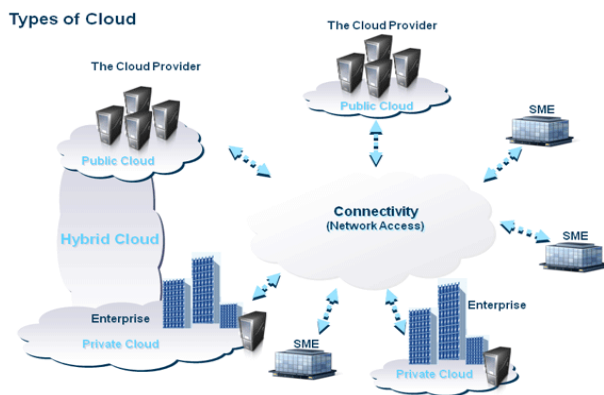 Types of Cloud
The Cloud Provider
Public Cloud
The Cloud Provider
Public Cloud
SME
Connectivity
(Network Access)
SME
Hybrid Cloud
Enterprise
Private Cloud
SME
Enterprise
Private Cloud